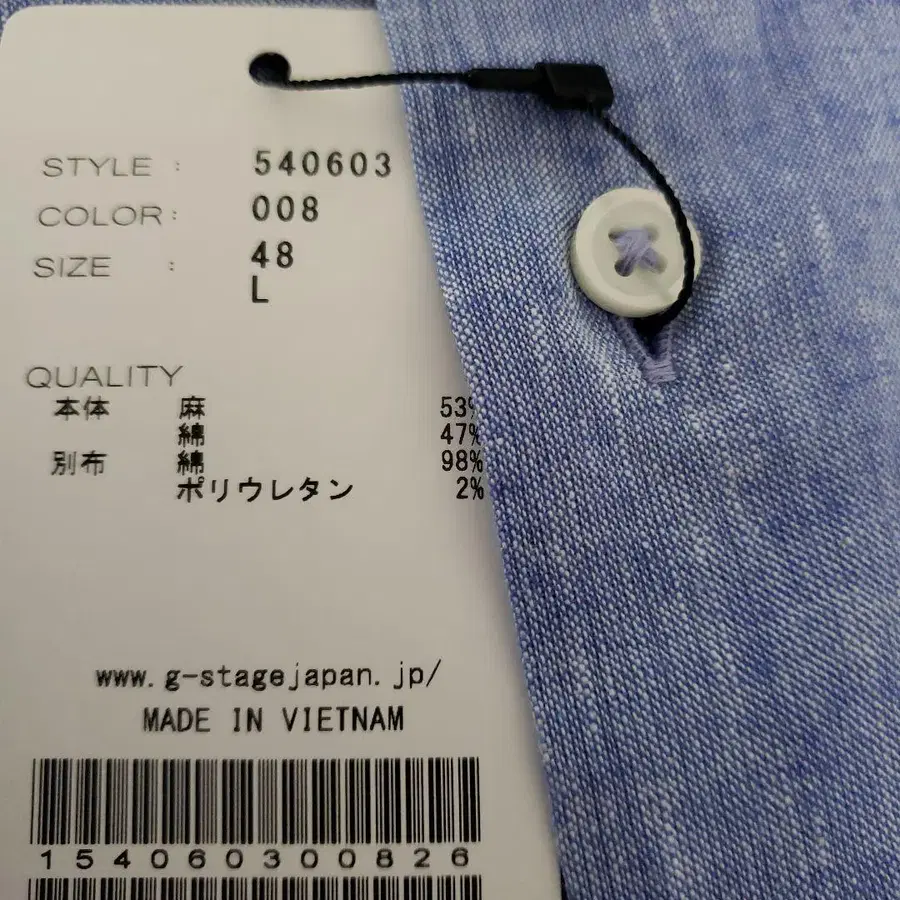 STYLE : 540603
COLOR: 008
SIZE : 48
L
QUALITY
本体 麻 53%
綿 47%
別布 綿 98%
ポリウレタン 2%
www.g-stagejapan.jp/
MADE IN VIETNAM
154060300826